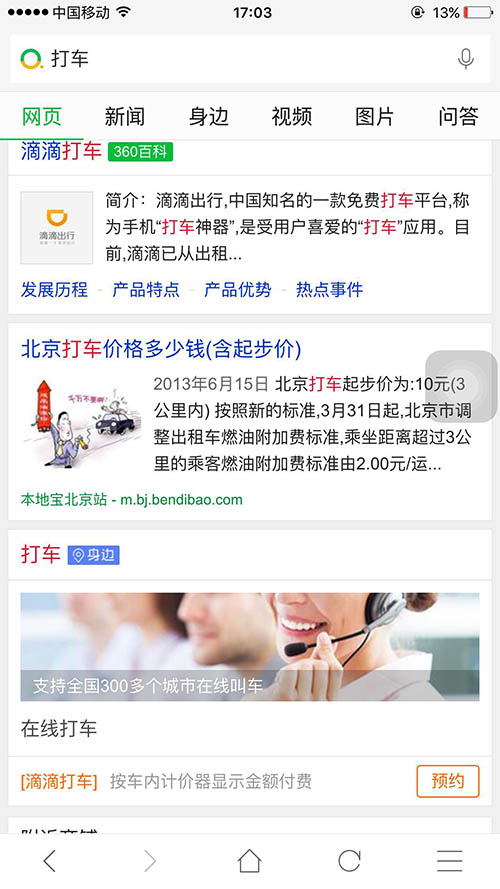 中国移动 17:03 13%
打车
网页 新闻 身边 视频 图片 问答
滴滴打车 360百科
简介：滴滴出行,中国知名的一款免费打车平台,称
为手机“打车神器”,是受用户喜爱的“打车”应用。目
前,滴滴已从出租...
滴滴出行
发展历程 - 产品特点 - 产品优势 - 热点事件
北京打车价格多少钱(含起步价)
千万不要啊!
2013年6月15日 北京打车起步价为:10元(3
公里内) 按照新的标准,3月31日起,北京市调
整出租车燃油附加费标准,乘坐距离超过3公
里的乘客燃油附加费标准由2.00元/运...
本地宝北京站 - m.bj.bendibao.com
打车 身边
支持全国300多个城市在线叫车
在线打车
[滴滴打车] 按车内计价器显示金额付费 预约